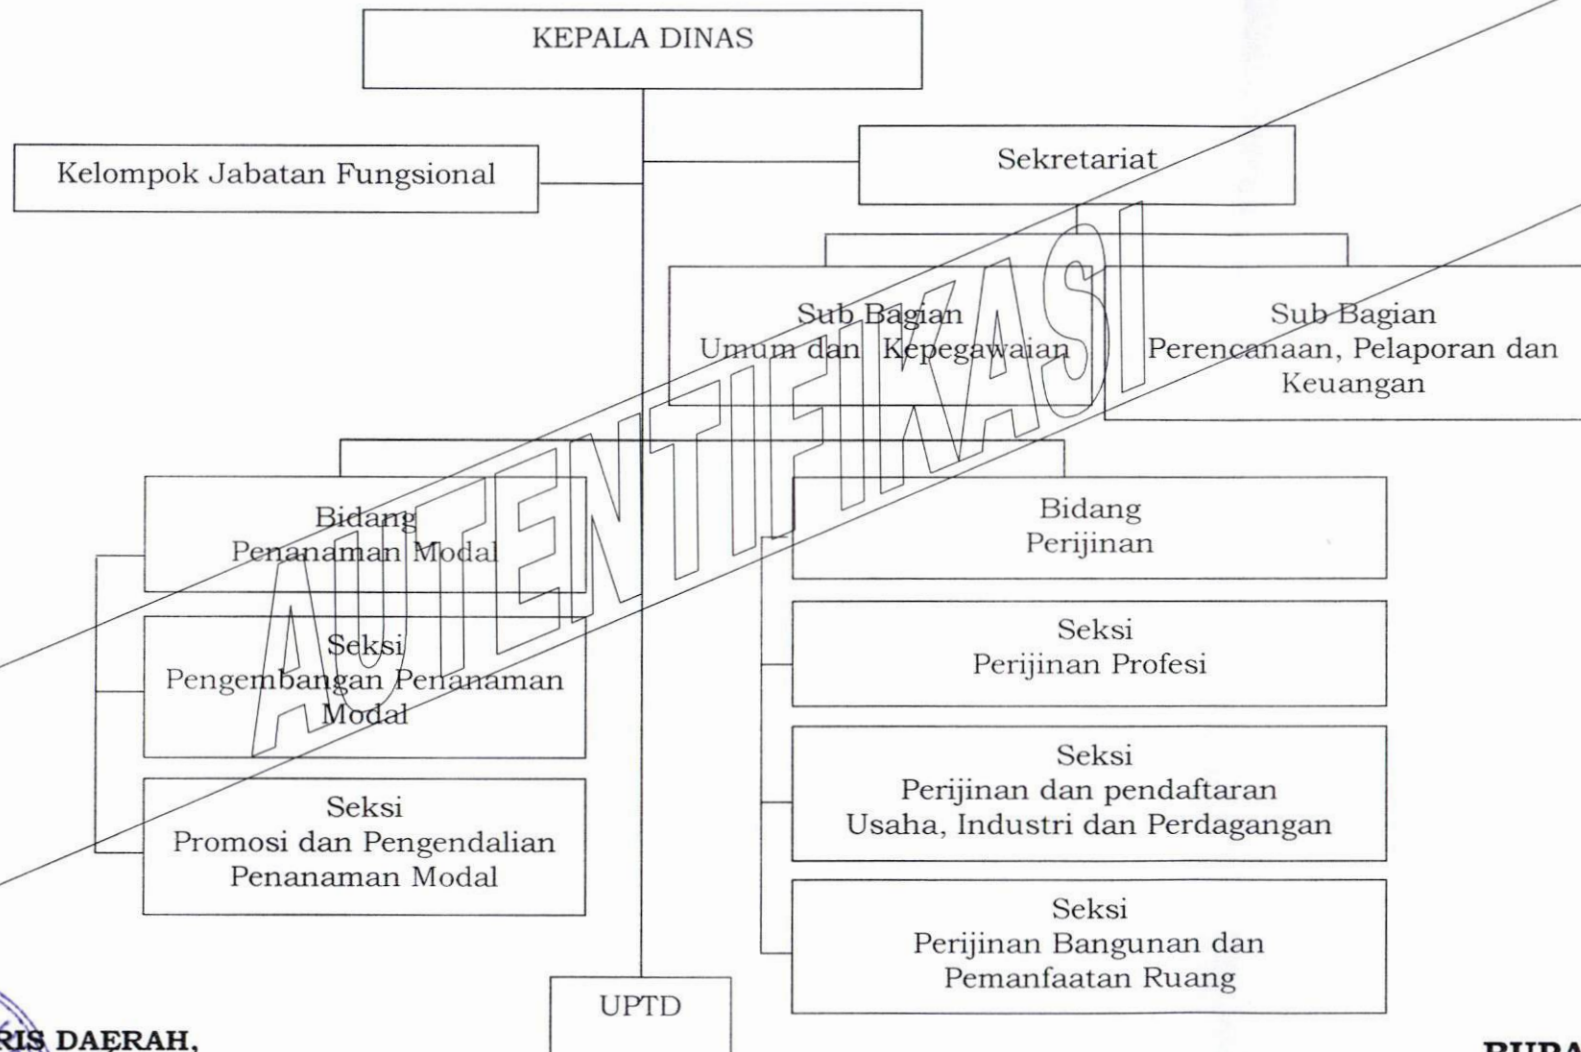 KEPALA DINAS
Kelompok Jabatan Fungsional
Sekretariat
Sub Bagian
Umum dan Kepegawaian
Sub Bagian
Perencanaan, Pelaporan dan
Keuangan
AUTENTIFIKASI
Bidang
Penanaman Modal
Seksi
Pengembangan Penanaman
Modal
Seksi
Promosi dan Pengendalian
Penanaman Modal
Bidang
Perijinan
Seksi
Perijinan Profesi
Seksi
Perijinan dan pendaftaran
Usaha, Industri dan Perdagangan
Seksi
Perijinan Bangunan dan
Pemanfaatan Ruang
UPTD
RIS DAERAH,